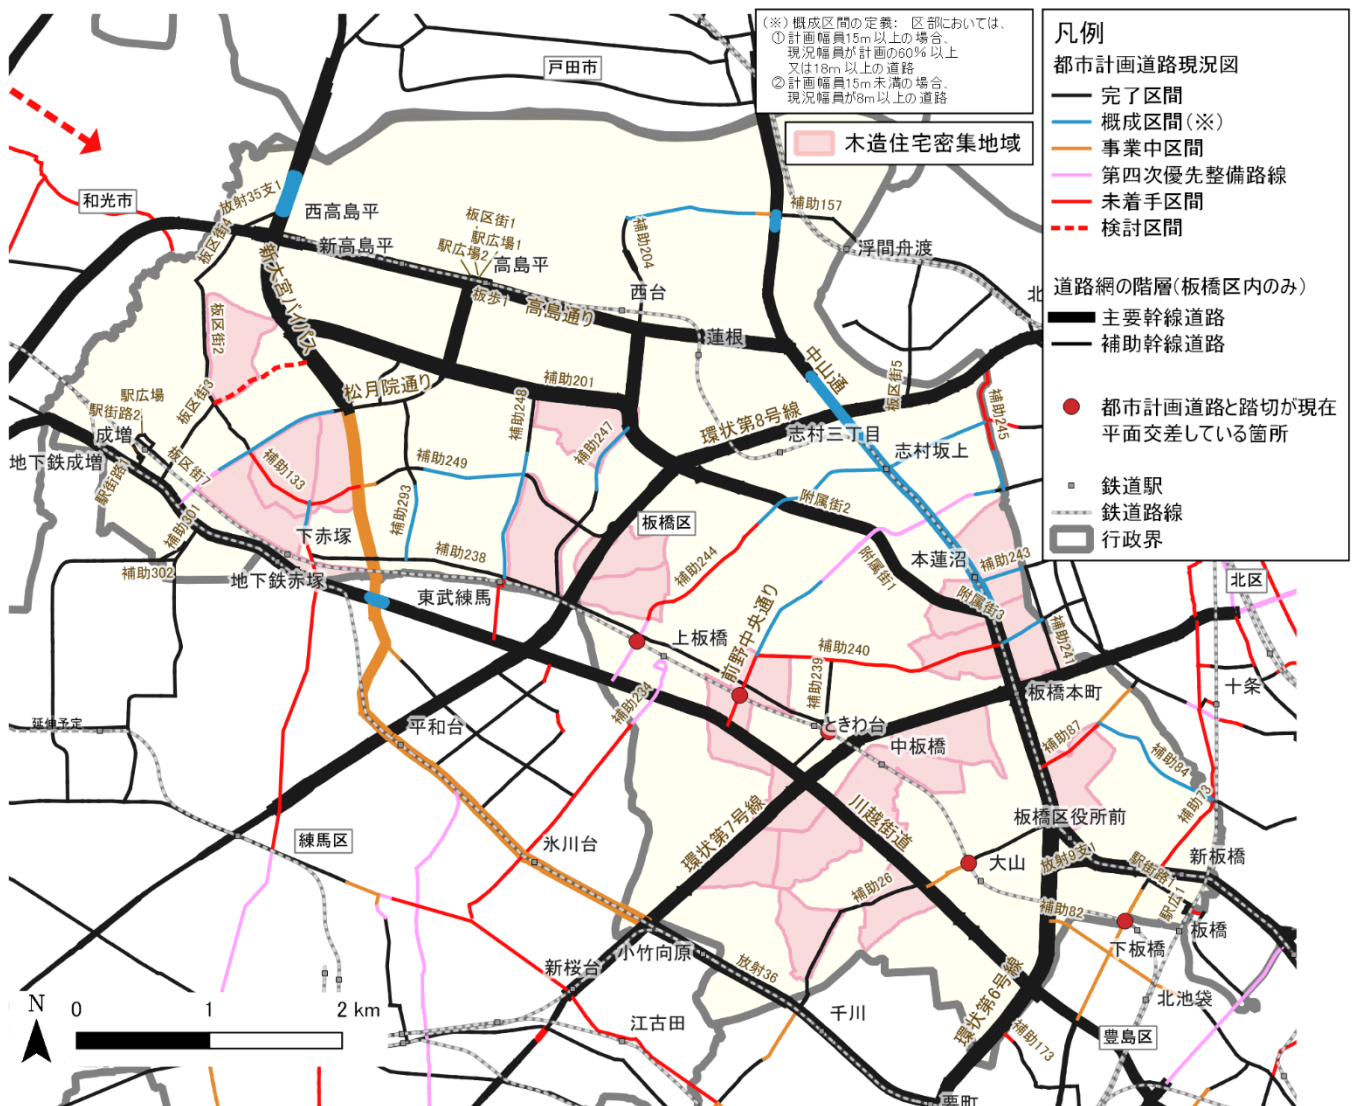 (※)概成区間の定義: 区部においては、
①計画幅員15m以上の場合、
現況幅員が計画の60%以上
又は18m以上の道路
②計画幅員15m未満の場合、
現況幅員が8m以上の道路
木造住宅密集地域
凡例
都市計画道路現況図
完了区間
概成区間(※)
事業中区間
第四次優先整備路線
未着手区間
検討区間
道路網の階層(板橋区内のみ)
主要幹線道路
補助幹線道路
都市計画道路と踏切が現在
平面交差している箇所
鉄道駅
鉄道路線
行政界
戸田市
和光市
放射35支1
西高島平
板区街4
新高島平
板区街1
駅広場1
駅広場2
高島平
板歩1
高島通り
補助204
西台
補助157
浮間舟渡
北
新大宮バイパス
板区街2
板区街3
松月院通り
補助201
蓮根
中山道
板区街5
環状第8号線
志村三丁目
志村坂上
補助245
駅広場
駅街路2
成増
地下鉄成増
駅街路1
板区街7
補助133
補助249
補助248
補助247
補助293
補助301
補助302
下赤塚
地下鉄赤塚
補助238
東武練馬
板橋区
附属街2
補助244
附属街1
本蓮沼
補助243
附属街3
北区
上板橋
前野中央通り
補助240
補助239
補助241
板橋本町
十条
補助234
ときわ台
中板橋
補助87
補助84
補助73
延伸予定
平和台
練馬区
氷川台
環状第7号線
川越街道
板橋区役所前
大山
放射9支1
駅街路1
新板橋
補助26
補助82
駅広1
板橋
下板橋
小竹向原
放射36
新桜台
千川
環状第6号線
北池袋
江古田
補助173
豊島区
要町
N
0 1 2 km